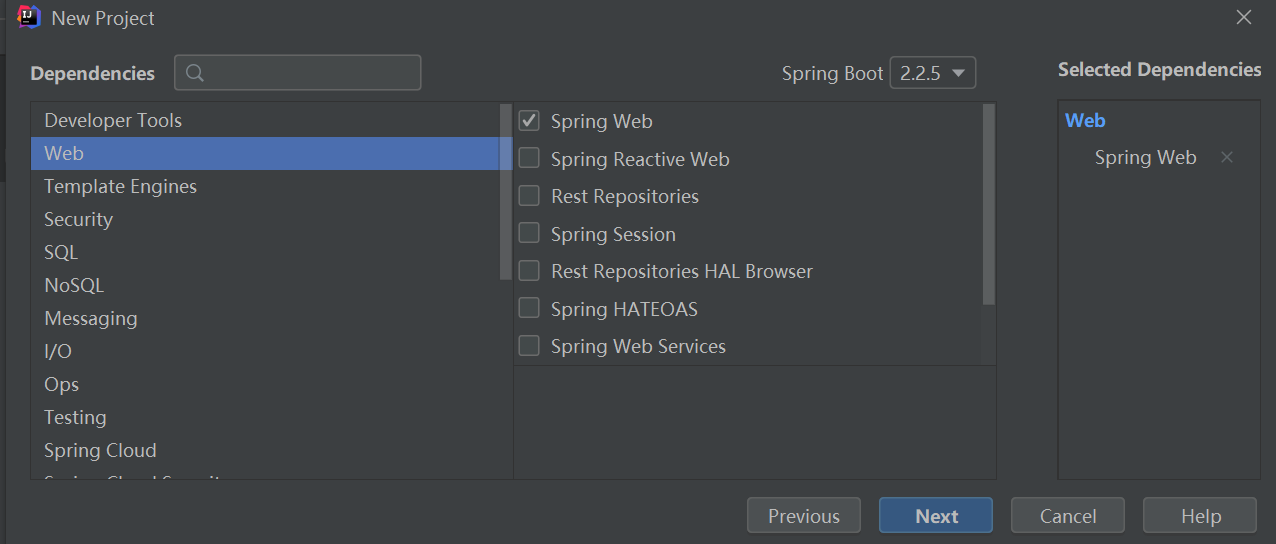 New Project
Dependencies
Spring Boot 2.2.5
Selected Dependencies
Developer Tools
Web
Template Engines
Security
SQL
NoSQL
Messaging
I/O
Ops
Testing
Spring Cloud
Spring Web
Spring Reactive Web
Rest Repositories
Spring Session
Rest Repositories HAL Browser
Spring HATEOAS
Spring Web Services
Web
Spring Web
Previous
Next
Cancel
Help